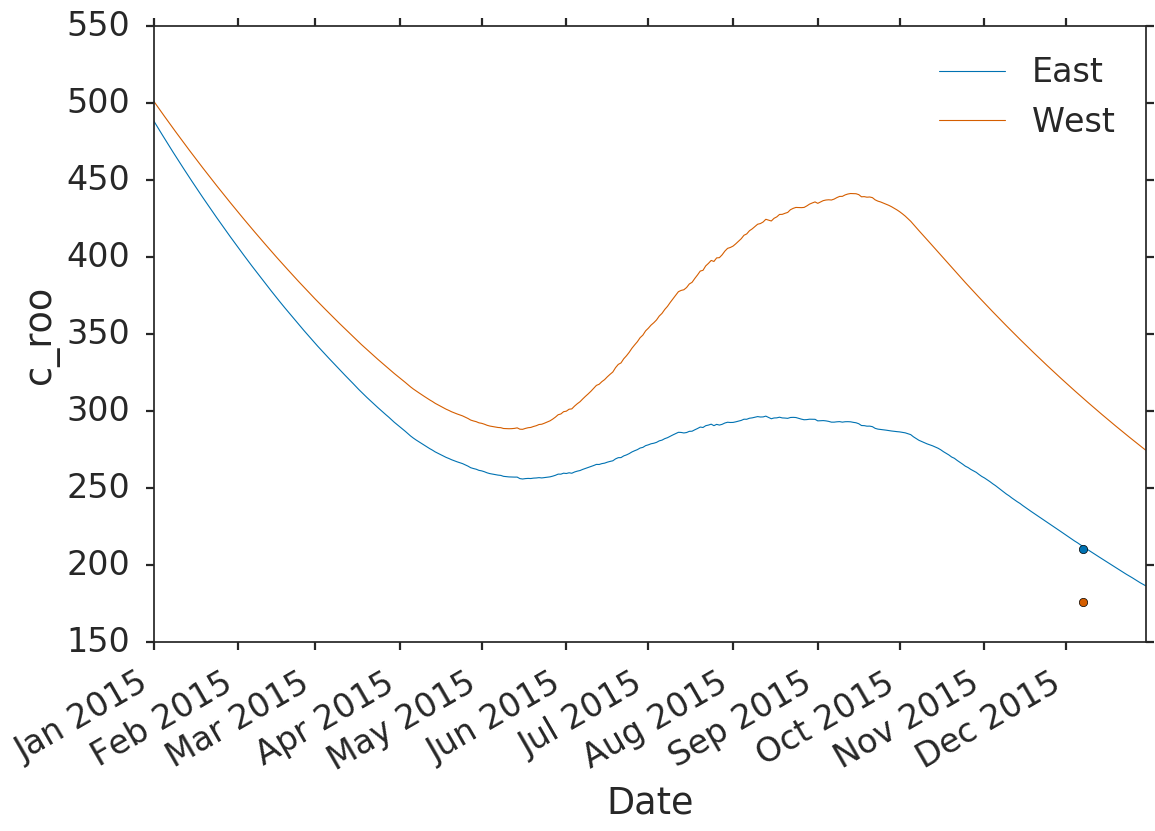 550
500
450
400
350
300
250
200
150
c_roo
East
West
Jan 2015
Feb 2015
Mar 2015
Apr 2015
May 2015
Jun 2015
Jul 2015
Aug 2015
Sep 2015
Oct 2015
Nov 2015
Dec 2015
Date